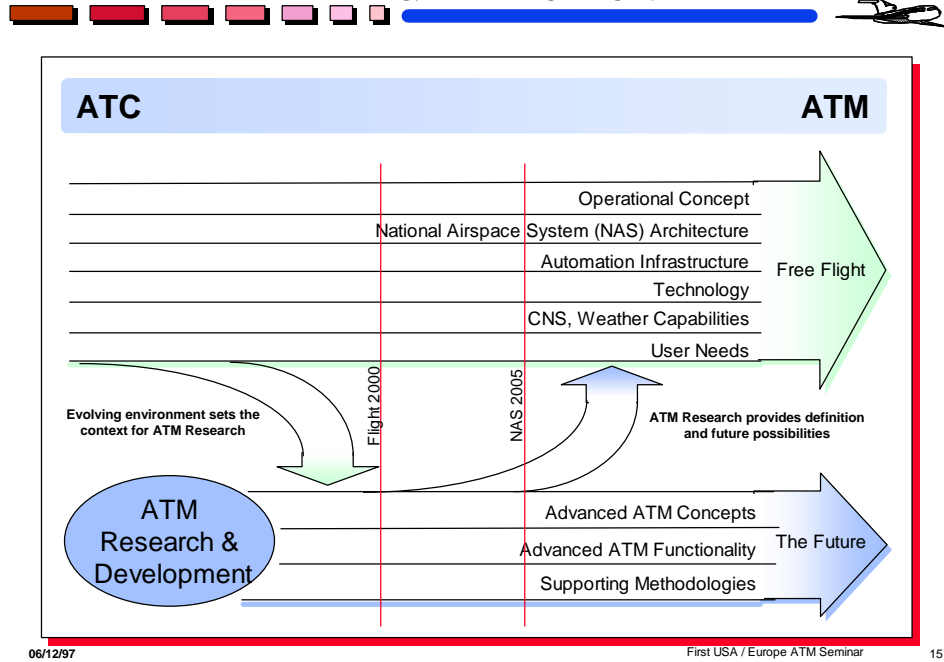 ATC
ATM
Operational Concept
National Airspace System (NAS) Architecture
Automation Infrastructure
Technology
CNS, Weather Capabilities
User Needs
Free Flight
Flight 2000
NAS 2005
Evolving environment sets the
context for ATM Research
ATM Research provides definition
and future possibilities
ATM
Research &
Development
Advanced ATM Concepts
Advanced ATM Functionality
Supporting Methodologies
The Future
06/12/97
First USA / Europe ATM Seminar
15